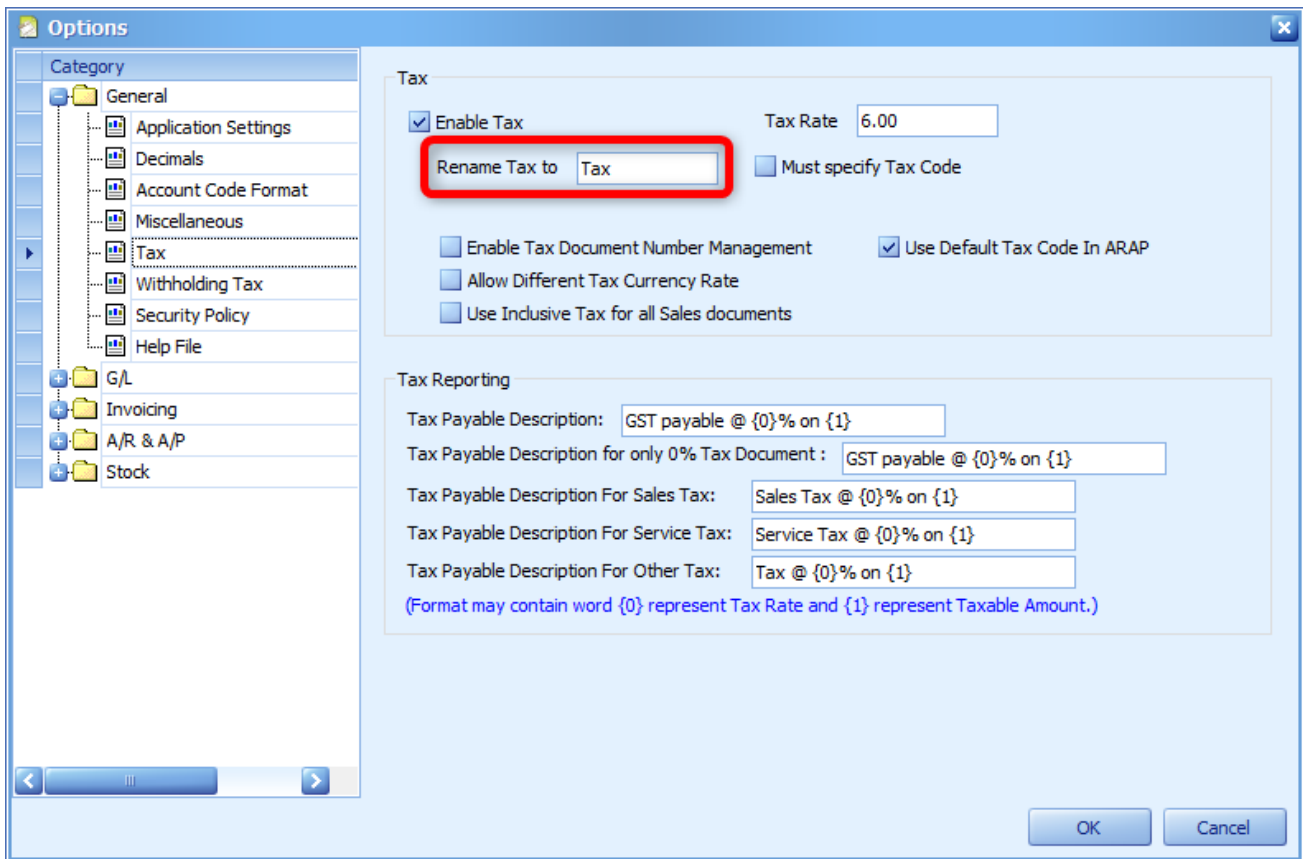 Options
Category
General
Application Settings
Decimals
Account Code Format
Miscellaneous
Tax
Withholding Tax
Security Policy
Help File
G/L
Invoicing
A/R & A/P
Stock
Tax
Enable Tax
Tax Rate 6.00
Rename Tax to Tax
Must specify Tax Code
Enable Tax Document Number Management
Use Default Tax Code In ARAP
Allow Different Tax Currency Rate
Use Inclusive Tax for all Sales documents
Tax Reporting
Tax Payable Description: GST payable @ {0}% on {1}
Tax Payable Description for only 0% Tax Document : GST payable @ {0}% on {1}
Tax Payable Description For Sales Tax: Sales Tax @ {0}% on {1}
Tax Payable Description For Service Tax: Service Tax @ {0}% on {1}
Tax Payable Description For Other Tax: Tax @ {0}% on {1}
(Format may contain word {0} represent Tax Rate and {1} represent Taxable Amount.)
OK
Cancel